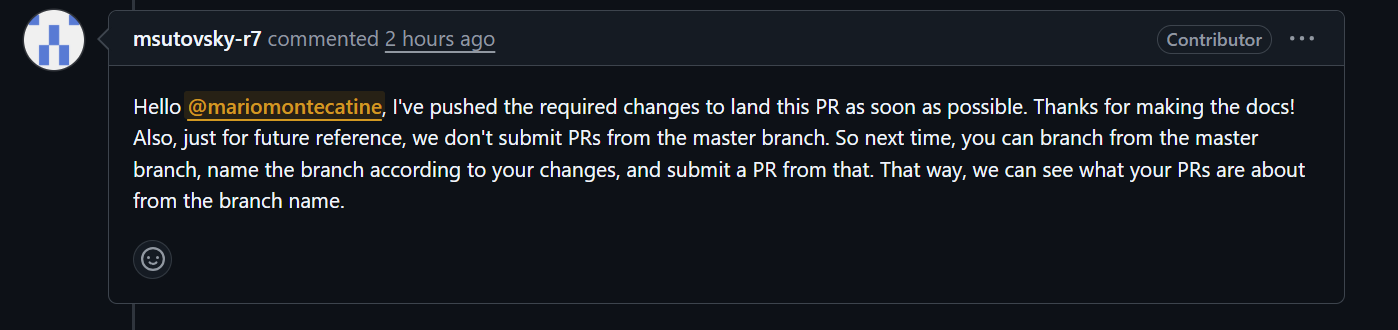 msutovsky-r7 commented 2 hours ago Contributor
Hello @mariomontecatine, I've pushed the required changes to land this PR as soon as possible. Thanks for making the docs!
Also, just for future reference, we don't submit PRs from the master branch. So next time, you can branch from the master
branch, name the branch according to your changes, and submit a PR from that. That way, we can see what your PRs are about
from the branch name.